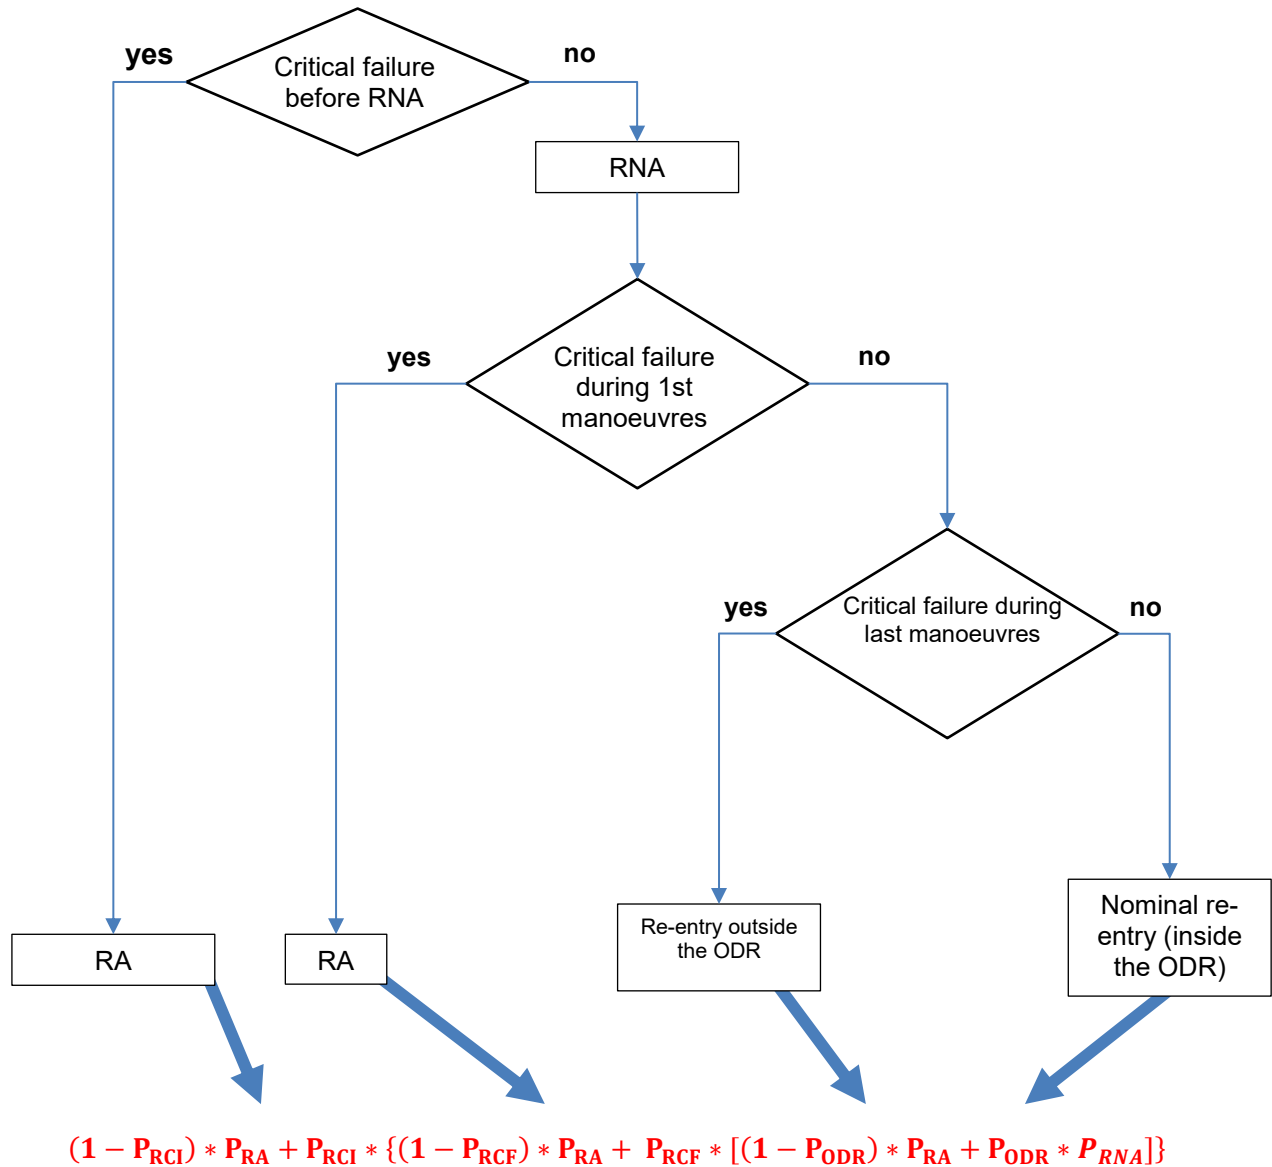 yes
no
Critical failure
before RNA
RNA
yes
no
Critical failure
during 1st
manoeuvres
yes
no
Critical failure during
last manoeuvres
RA
RA
Re-entry outside
the ODR
Nominal re-
entry (inside
the ODR)
(1 − P_RCI) * P_RA + P_RCI * {(1 − P_RCF) * P_RA + P_RCF * [(1 − P_ODR) * P_RA + P_ODR * P_RNA]}